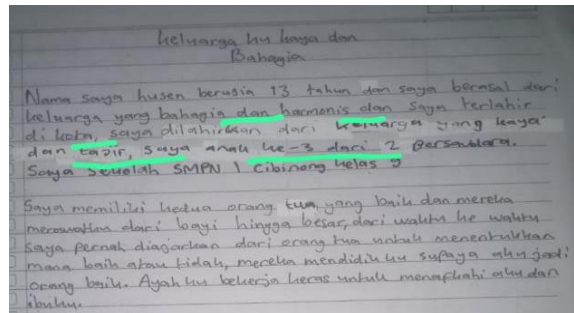 keluarga ku kaya dan
Bahagia
Nama saya husen berusia 13 tahun dan saya berasal dari
keluarga yang bahagia dan harmonis dan saya terlahir
di kota, saya dilahirkan dari keluarga yang kaya
dan tajir, saya anak ke-3 dari 2 Bersaudara.
Saya sekolah SMPN 1 Cibinong kelas 9
Saya memiliki kedua orang tua, yang baik dan mereka
merawatku dari bayi hingga besar, dari waktu ke waktu
Saya pernah diajarkan dari orang tua untuk menentukkan
mana baik atau tidak, mereka mendidikku supaya aku jadi
orang baik. Ayah ku bekerja keras untuk menafkahi aku dan
ibuku.